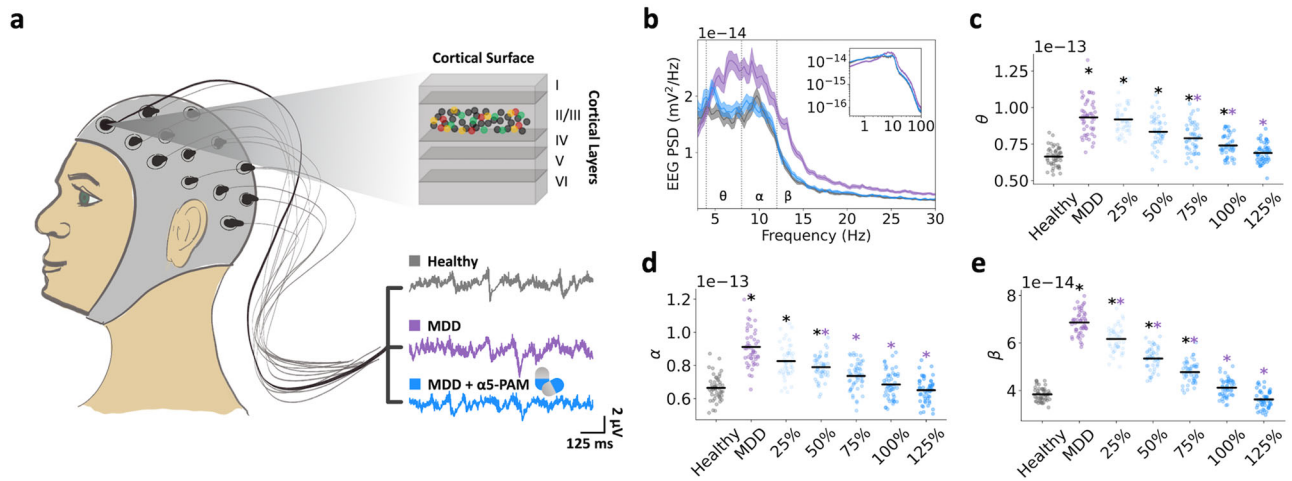 a
Cortical Surface
I
II/III
IV
V
VI
Cortical Layers
Healthy
MDD
MDD + α5-PAM
2 µV
125 ms
b
1e−14
EEG PSD (mV²/Hz)
2
1
θ
α
β
5
10
15
20
25
30
Frequency (Hz)
10⁻¹⁴
10⁻¹⁵
10⁻¹⁶
1
10
100
c
1e−13
θ
1.25
1.00
0.75
0.50
*
*
*
**
**
*
Healthy
MDD
25%
50%
75%
100%
125%
d
1e−13
α
1.2
1.0
0.8
0.6
*
*
**
*
*
*
Healthy
MDD
25%
50%
75%
100%
125%
e
1e−14
β
8
6
4
*
**
**
**
*
*
Healthy
MDD
25%
50%
75%
100%
125%